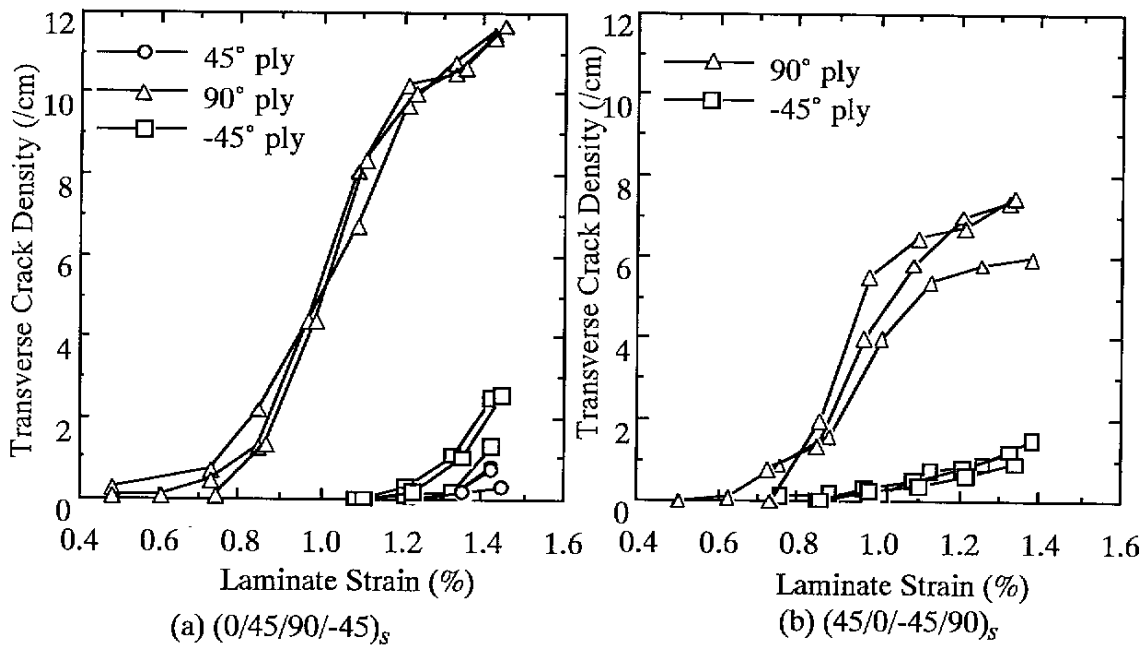 Transverse Crack Density (/cm)
12
10
8
6
4
2
0
45° ply
90° ply
-45° ply
0.4 0.6 0.8 1.0 1.2 1.4 1.6
Laminate Strain (%)
(a) (0/45/90/-45)s
Transverse Crack Density (/cm)
12
10
8
6
4
2
0
90° ply
-45° ply
0.4 0.6 0.8 1.0 1.2 1.4 1.6
Laminate Strain (%)
(b) (45/0/-45/90)s